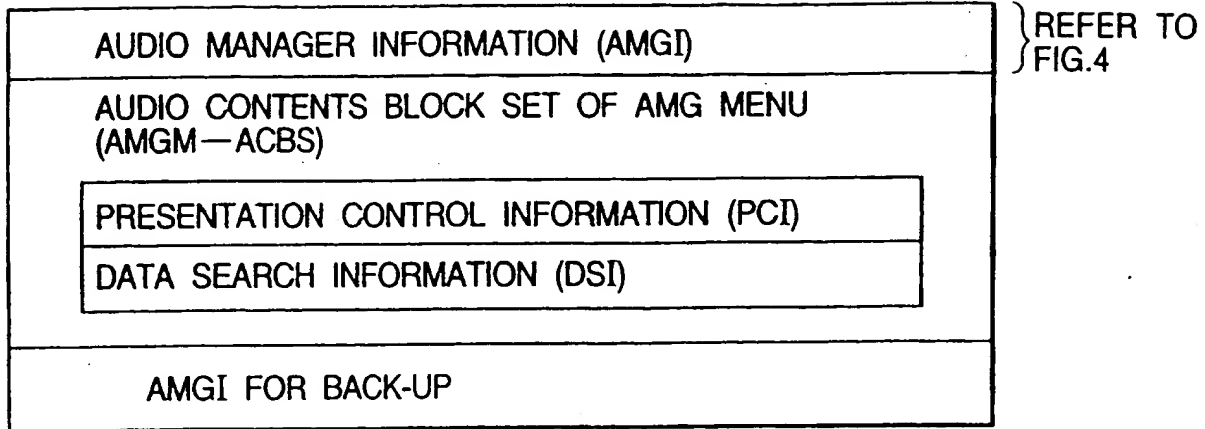 AUDIO MANAGER INFORMATION (AMGI)
REFER TO
FIG.4
AUDIO CONTENTS BLOCK SET OF AMG MENU
(AMGM—ACBS)
PRESENTATION CONTROL INFORMATION (PCI)
DATA SEARCH INFORMATION (DSI)
AMGI FOR BACK-UP